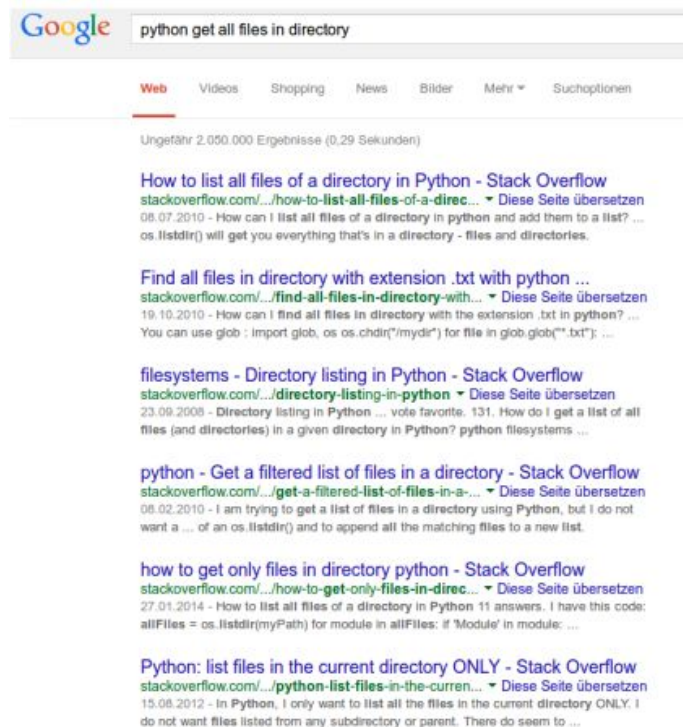 Google python get all files in directory
Web Videos Shopping News Bilder Mehr Suchoptionen
Ungefähr 2.050.000 Ergebnisse (0,29 Sekunden)
How to list all files of a directory in Python - Stack Overflow
stackoverflow.com/.../how-to-list-all-files-of-a-direc... Diese Seite übersetzen
08.07.2010 - How can I list all files of a directory in python and add them to a list? ...
os.listdir() will get you everything that's in a directory - files and directories.
Find all files in directory with extension .txt with python ...
stackoverflow.com/.../find-all-files-in-directory-with... Diese Seite übersetzen
19.10.2010 - How can I find all files in directory with the extension .txt in python? ...
You can use glob : import glob, os os.chdir("/mydir") for file in glob.glob("*.txt"): ...
filesystems - Directory listing in Python - Stack Overflow
stackoverflow.com/.../directory-listing-in-python Diese Seite übersetzen
23.09.2008 - Directory listing in Python ... vote favorite. 131. How do I get a list of all
files (and directories) in a given directory in Python? python filesystems ...
python - Get a filtered list of files in a directory - Stack Overflow
stackoverflow.com/.../get-a-filtered-list-of-files-in-a-... Diese Seite übersetzen
08.02.2010 - I am trying to get a list of files in a directory using Python, but I do not
want a ... of an os.listdir() and to append all the matching files to a new list.
how to get only files in directory python - Stack Overflow
stackoverflow.com/.../how-to-get-only-files-in-direc... Diese Seite übersetzen
27.01.2014 - How to list all files of a directory in Python 11 answers. I have this code:
allFiles = os.listdir(myPath) for module in allFiles: if 'Module' in module: ...
Python: list files in the current directory ONLY - Stack Overflow
stackoverflow.com/.../python-list-files-in-the-curren... Diese Seite übersetzen
15.08.2012 - In Python, I only want to list all the files in the current directory ONLY. I
do not want files listed from any subdirectory or parent. There do seem to ...